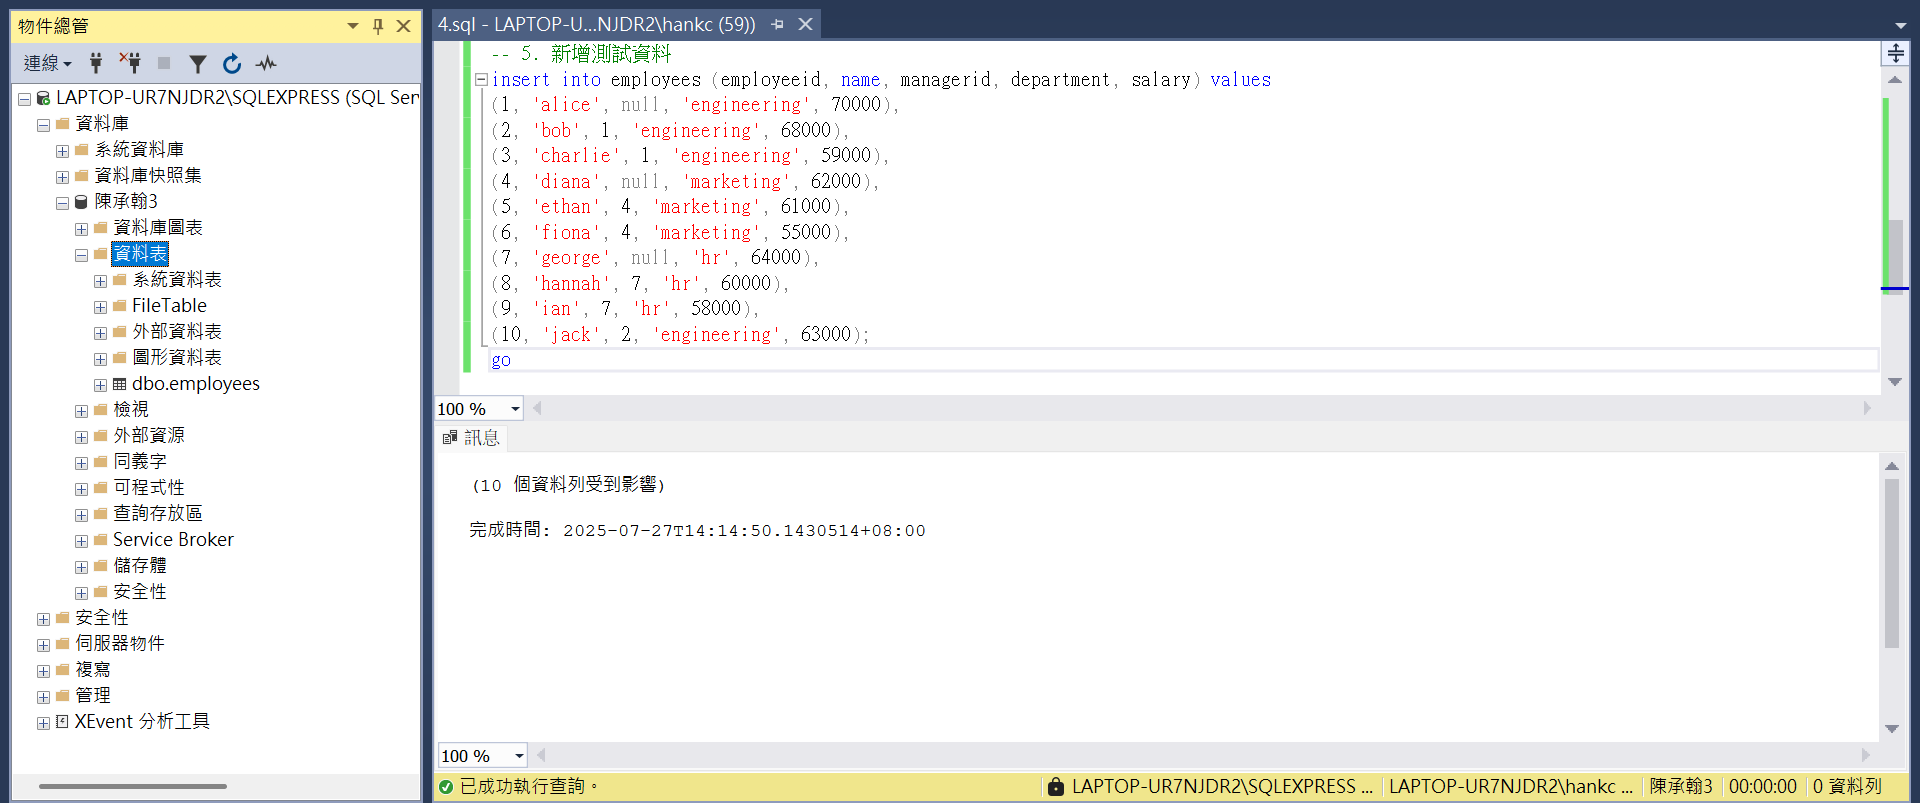 物件總管
連線
LAPTOP-UR7NJDR2\SQLEXPRESS (SQL Ser
資料庫
系統資料庫
資料庫快照集
陳承翰3
資料庫圖表
資料表
系統資料表
FileTable
外部資料表
圖形資料表
dbo.employees
檢視
外部資源
同義字
可程式性
查詢存放區
Service Broker
儲存體
安全性
安全性
伺服器物件
複寫
管理
XEvent 分析工具
4.sql - LAPTOP-U...NJDR2\hankc (59))
-- 5. 新增測試資料
insert into employees (employeeid, name, managerid, department, salary) values
(1, 'alice', null, 'engineering', 70000),
(2, 'bob', 1, 'engineering', 68000),
(3, 'charlie', 1, 'engineering', 59000),
(4, 'diana', null, 'marketing', 62000),
(5, 'ethan', 4, 'marketing', 61000),
(6, 'fiona', 4, 'marketing', 55000),
(7, 'george', null, 'hr', 64000),
(8, 'hannah', 7, 'hr', 60000),
(9, 'ian', 7, 'hr', 58000),
(10, 'jack', 2, 'engineering', 63000);
go
100 %
訊息
(10 個資料列受到影響)
完成時間: 2025-07-27T14:14:50.1430514+08:00
100 %
已成功執行查詢。
LAPTOP-UR7NJDR2\SQLEXPRESS ...
LAPTOP-UR7NJDR2\hankc ...
陳承翰3
00:00:00
0 資料列